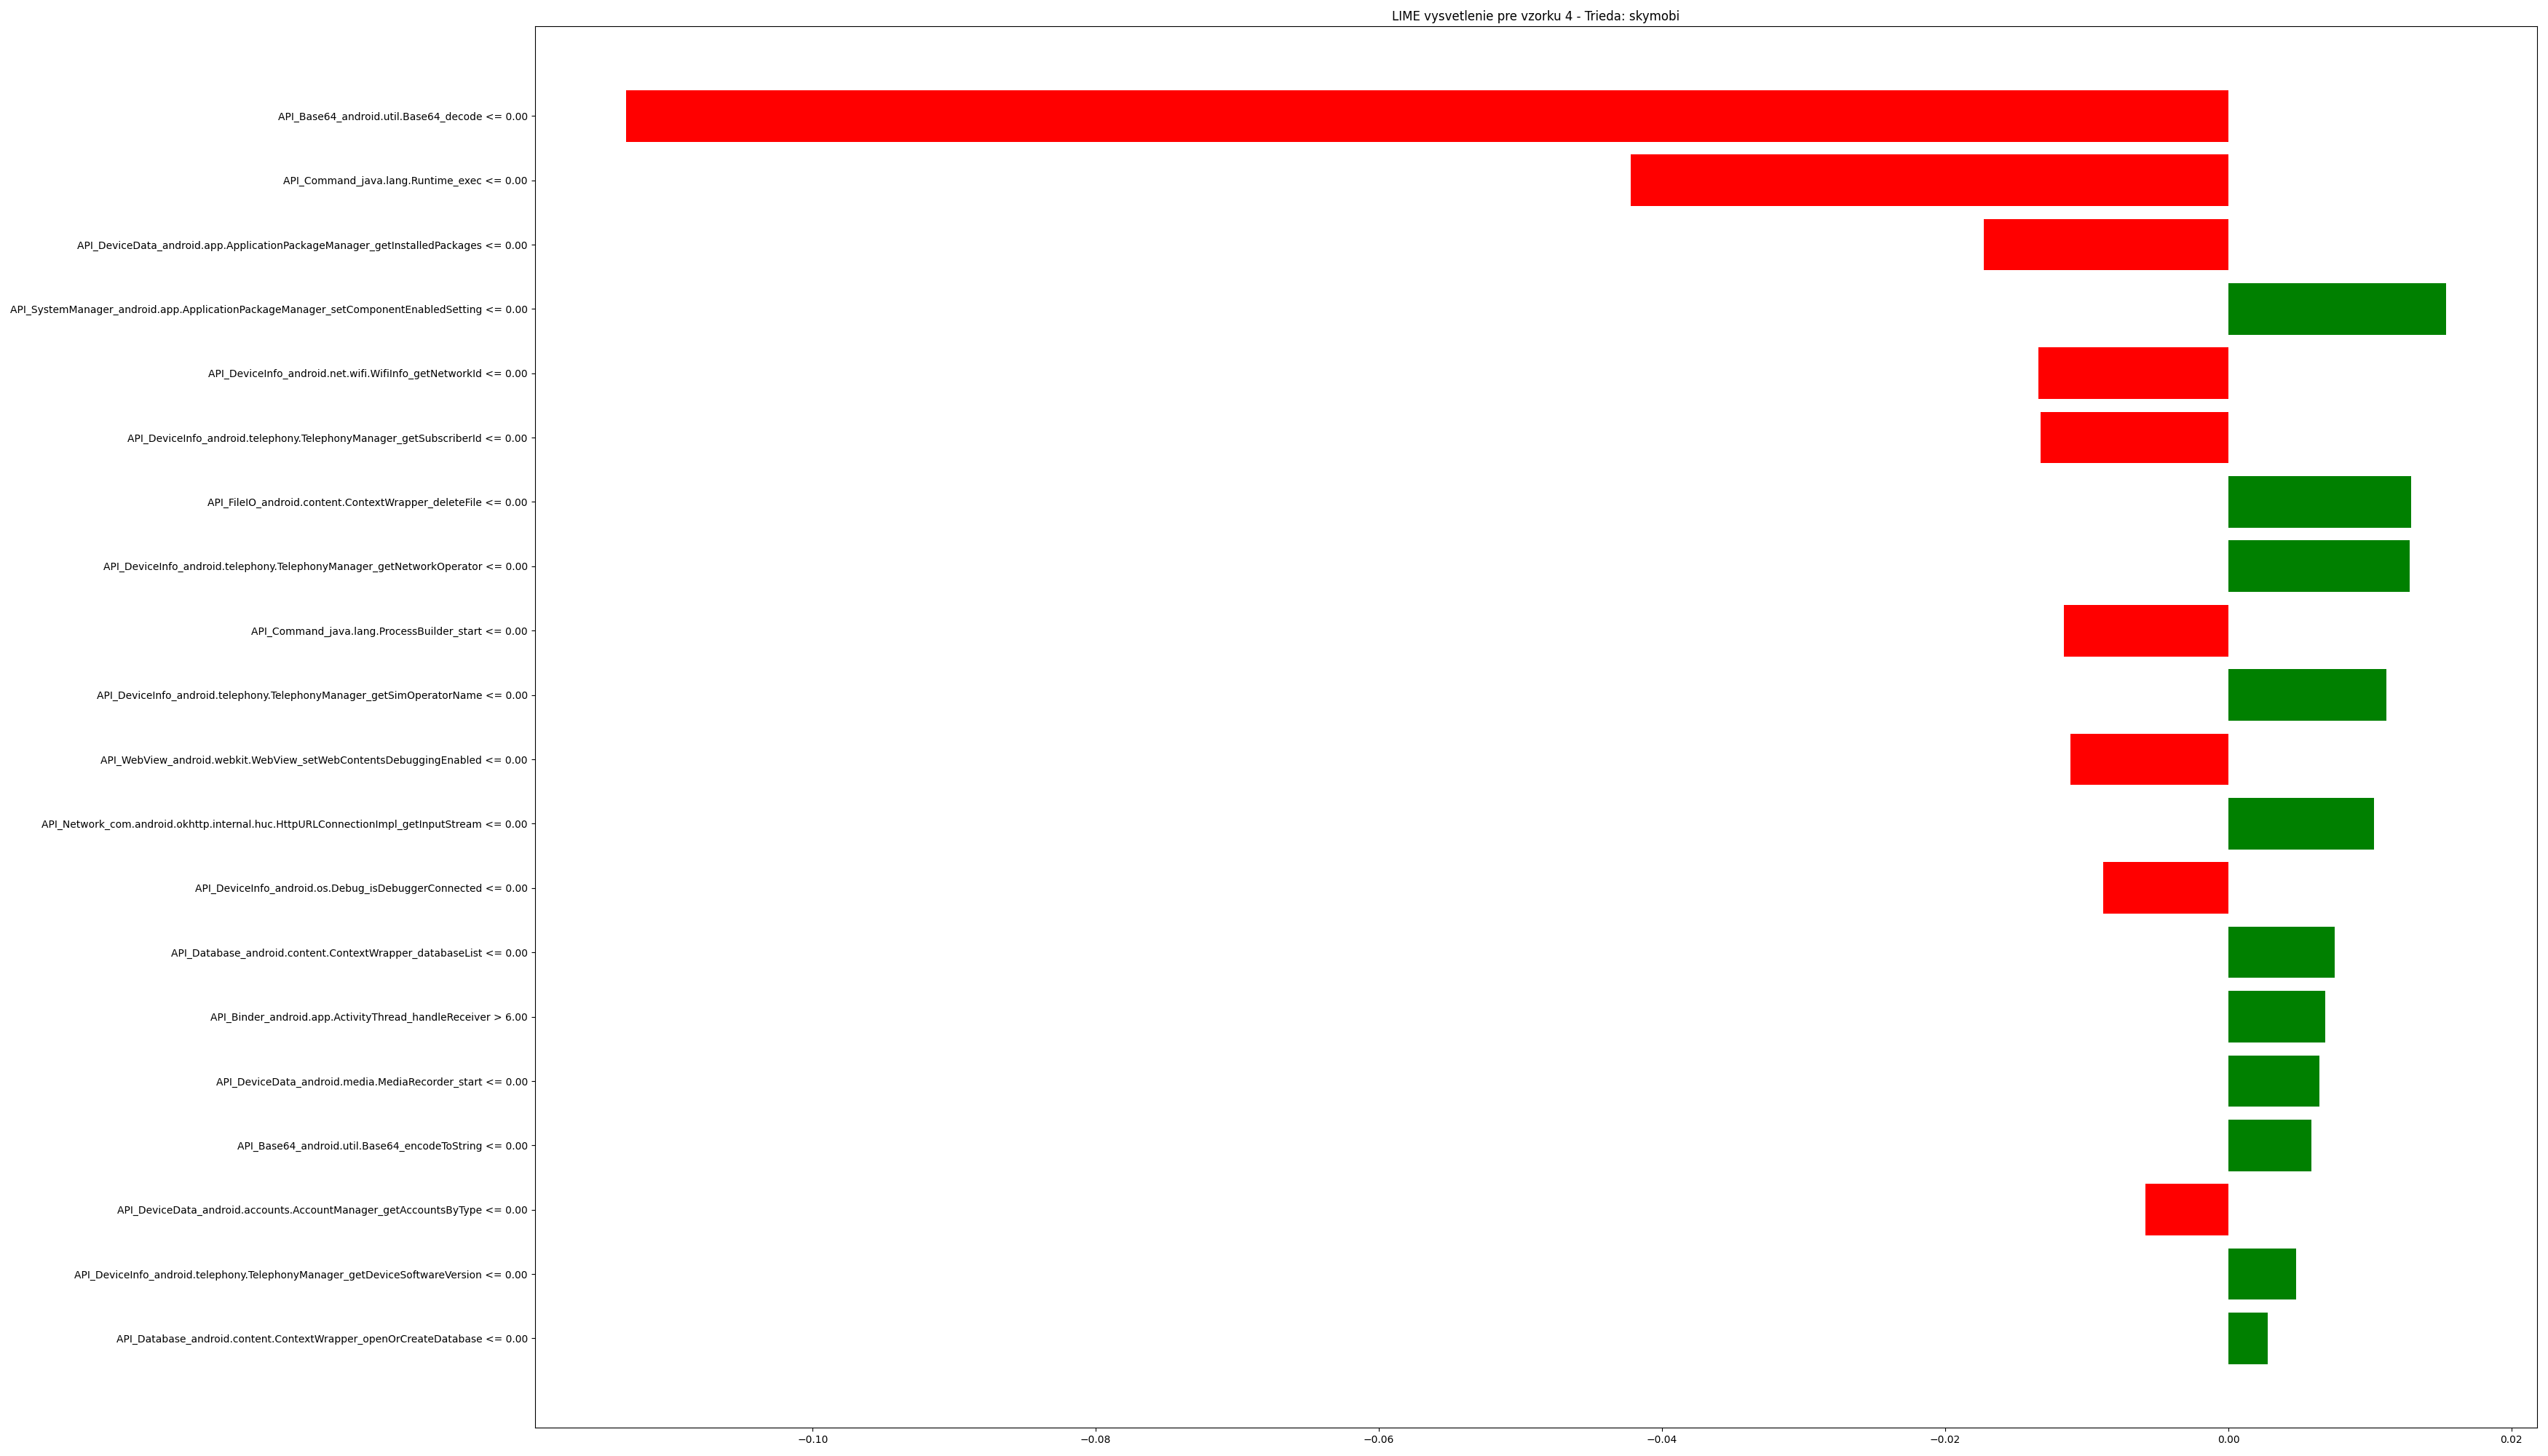 LIME vysvetlenie pre vzorku 4 - Trieda: skymobi
API_Base64_android.util.Base64_decode <= 0.00
API_Command_java.lang.Runtime_exec <= 0.00
API_DeviceData_android.app.ApplicationPackageManager_getInstalledPackages <= 0.00
API_SystemManager_android.app.ApplicationPackageManager_setComponentEnabledSetting <= 0.00
API_DeviceInfo_android.net.wifi.WifiInfo_getNetworkId <= 0.00
API_DeviceInfo_android.telephony.TelephonyManager_getSubscriberId <= 0.00
API_FileIO_android.content.ContextWrapper_deleteFile <= 0.00
API_DeviceInfo_android.telephony.TelephonyManager_getNetworkOperator <= 0.00
API_Command_java.lang.ProcessBuilder_start <= 0.00
API_DeviceInfo_android.telephony.TelephonyManager_getSimOperatorName <= 0.00
API_WebView_android.webkit.WebView_setWebContentsDebuggingEnabled <= 0.00
API_Network_com.android.okhttp.internal.huc.HttpURLConnectionImpl_getInputStream <= 0.00
API_DeviceInfo_android.os.Debug_isDebuggerConnected <= 0.00
API_Database_android.content.ContextWrapper_databaseList <= 0.00
API_Binder_android.app.ActivityThread_handleReceiver > 6.00
API_DeviceData_android.media.MediaRecorder_start <= 0.00
API_Base64_android.util.Base64_encodeToString <= 0.00
API_DeviceData_android.accounts.AccountManager_getAccountsByType <= 0.00
API_DeviceInfo_android.telephony.TelephonyManager_getDeviceSoftwareVersion <= 0.00
API_Database_android.content.ContextWrapper_openOrCreateDatabase <= 0.00
−0.10 −0.08 −0.06 −0.04 −0.02 0.00 0.02